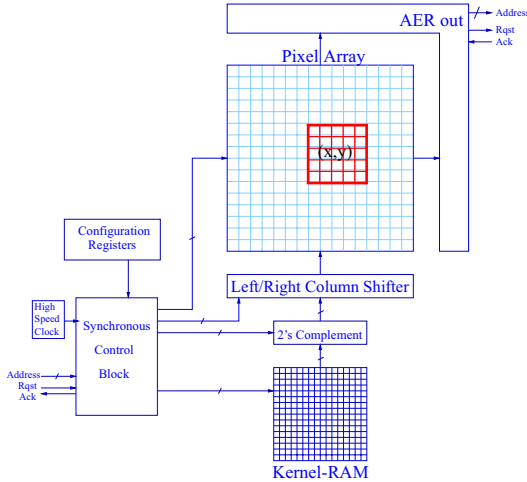 AER out
Address
Rqst
Ack
Pixel Array
(x,y)
Configuration
Registers
Left/Right Column Shifter
High
Speed
Clock
Synchronous
Control
Block
2's Complement
Address
Rqst
Ack
Kernel-RAM